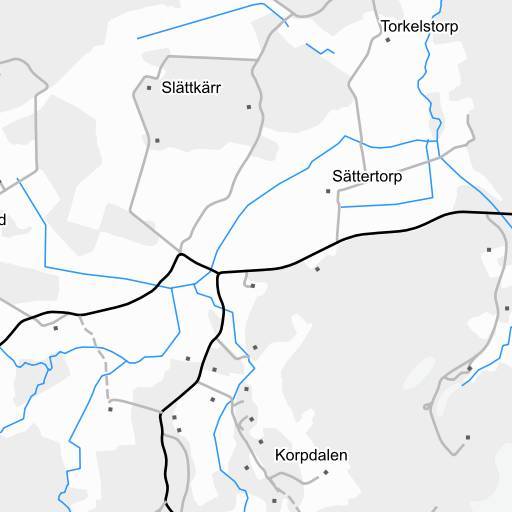 Torkelstorp
Slättkärr
Sättertorp
d
Korpdalen